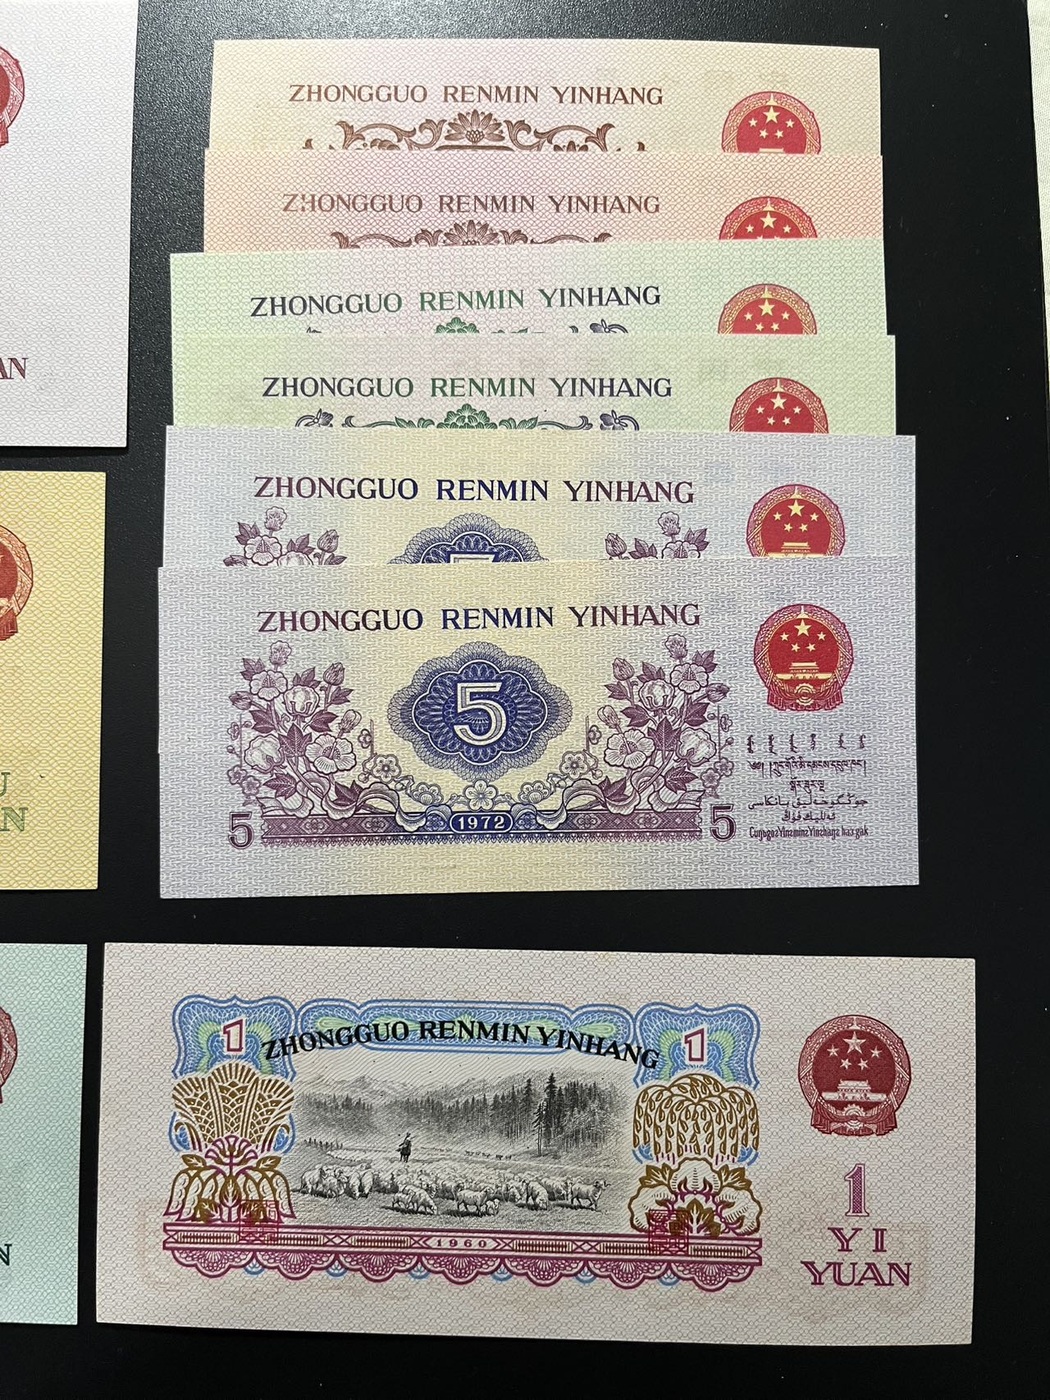 ZHONGGUO RENMIN YINHANG
ZHONGGUO RENMIN YINHANG
ZHONGGUO RENMIN YINHANG
AN
ZHONGGUO RENMIN YINHANG
ZHONGGUO RENMIN YINHANG
ZHONGGUO RENMIN YINHANG
5
U
N
5 1972 5
1 ZHONGGUO RENMIN YINHANG 1
1
YI
N
1960
YUAN